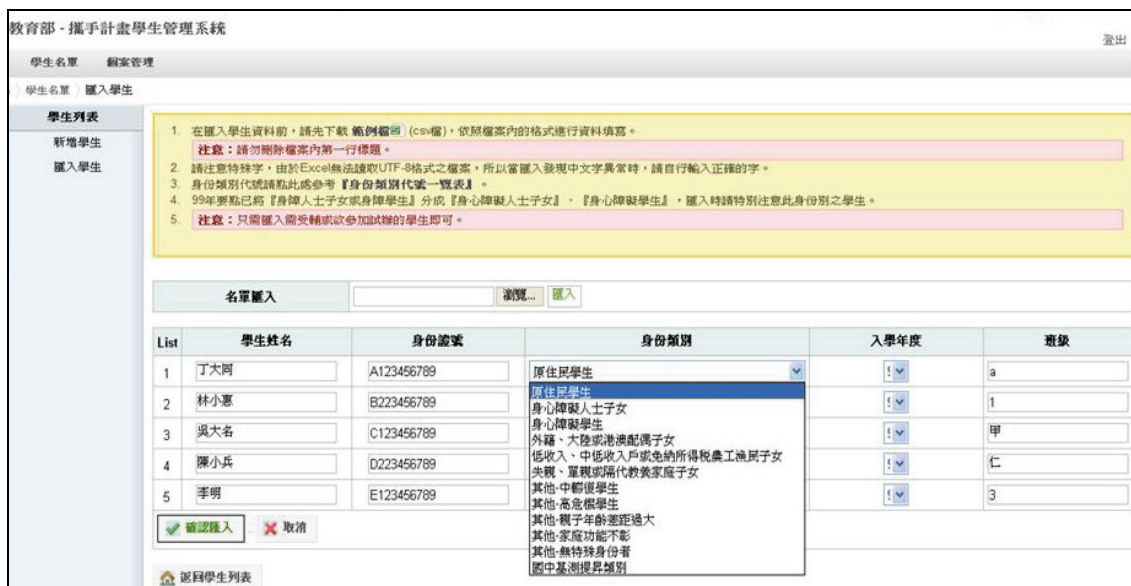 教育部 - 攜手計畫學生管理系統
登出
學生名單 個案管理
學生名單 〉 匯入學生
學生列表
新增學生
匯入學生
1. 在匯入學生資料前，請先下載 範例檔 (csv檔)，依照檔案內的格式進行資料填寫。
注意：請勿刪除檔案內第一行標題。
2. 請注意特殊字，由於Excel無法讀取UTF-8格式之檔案，所以當匯入發現中文字異常時，請自行輸入正確的字。
3. 身份類別代號請點此處參考『身份類別代號一覽表』。
4. 99年要點已將『身障人士子女或身障學生』分成『身心障礙人士子女』、『身心障礙學生』，匯入時請特別注意此身份別之學生。
5. 注意：只需匯入需受輔或欲參加試辦的學生即可。
名單匯入 瀏覽... 匯入
List 學生姓名 身份證號 身份類別 入學年度 班級
1 丁大同 A123456789 原住民學生 a
2 林小惠 B223456789 1
3 吳大名 C123456789 甲
4 陳小兵 D223456789 仁
5 李明 E123456789 3
原住民學生
身心障礙人士子女
身心障礙學生
外籍、大陸或港澳配偶子女
低收入、中低收入戶或免納所得稅農工漁民子女
失親、單親或隔代教養家庭子女
其他-中輟復學生
其他-高危機學生
其他-親子年齡差距過大
其他-家庭功能不彰
其他-無特殊身份者
國中基測提昇類別
確認匯入 取消
返回學生列表